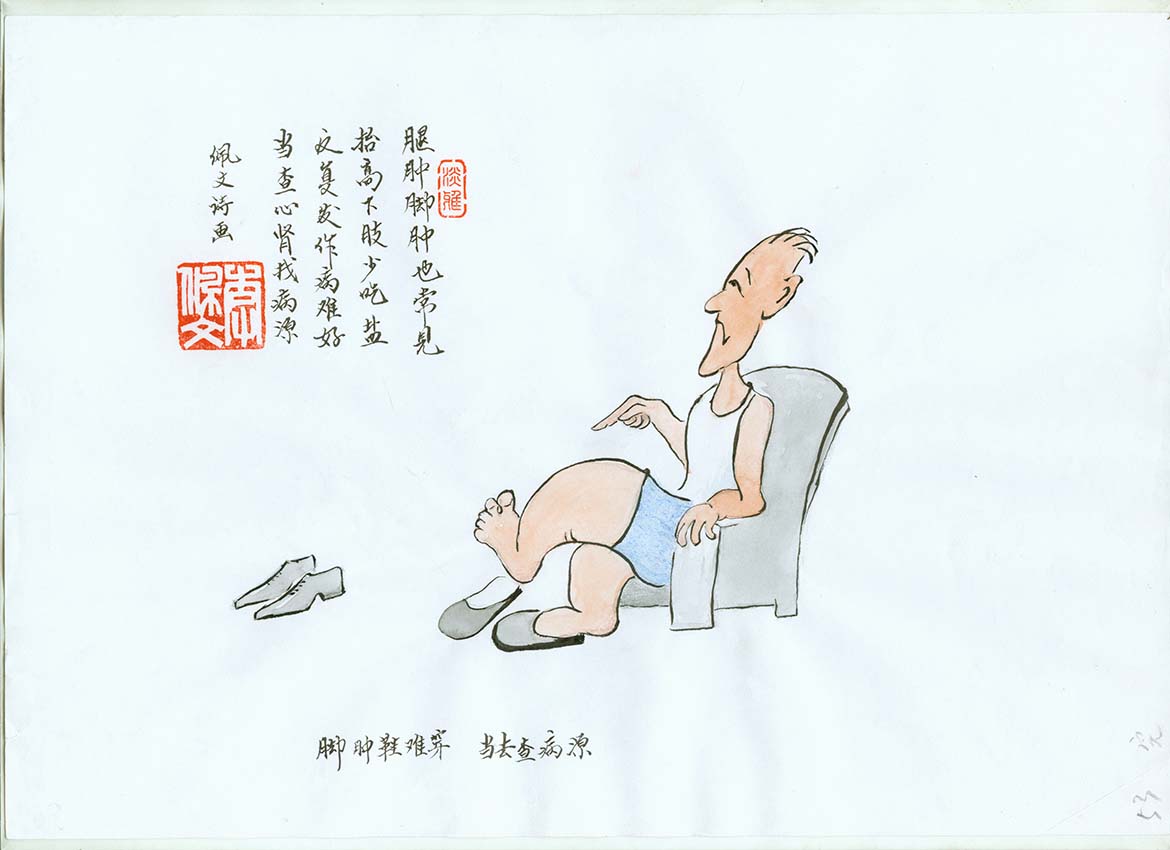 淡雅
腿肿脚肿也常见
抬高下肢少吃盐
反复发作病难好
当查心肾找病源
佩文诗画
脚肿鞋难穿 当去查病源